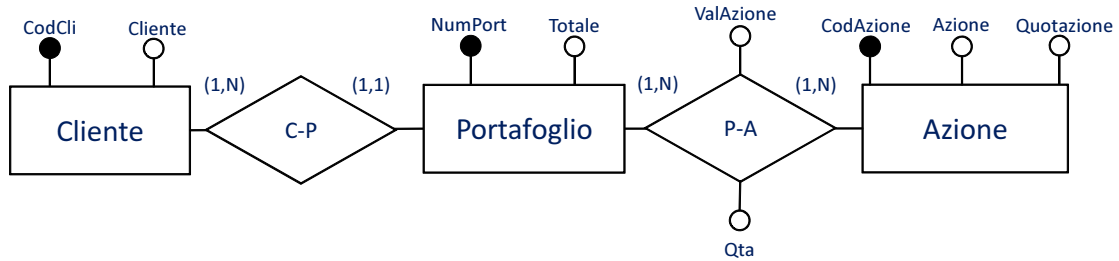 CodCli Cliente NumPort Totale ValAzione CodAzione Azione Quotazione
(1,N) (1,1) (1,N) (1,N)
Cliente C-P Portafoglio P-A Azione
Qta